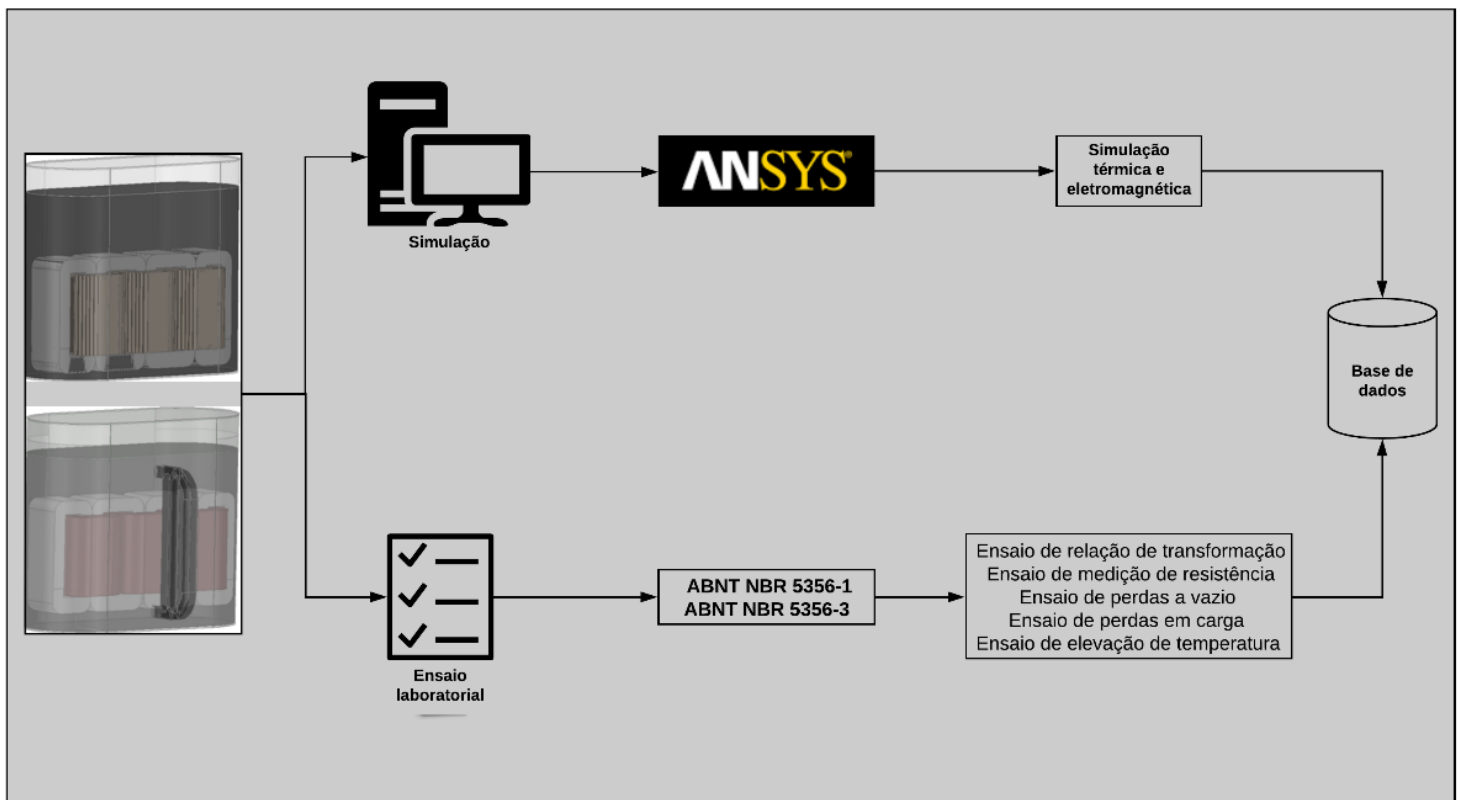 ANSYS®
Simulação
térmica e
eletromagnética
Simulação
Base de
dados
Ensaio
laboratorial
ABNT NBR 5356-1
ABNT NBR 5356-3
Ensaio de relação de transformação
Ensaio de medição de resistência
Ensaio de perdas a vazio
Ensaio de perdas em carga
Ensaio de elevação de temperatura